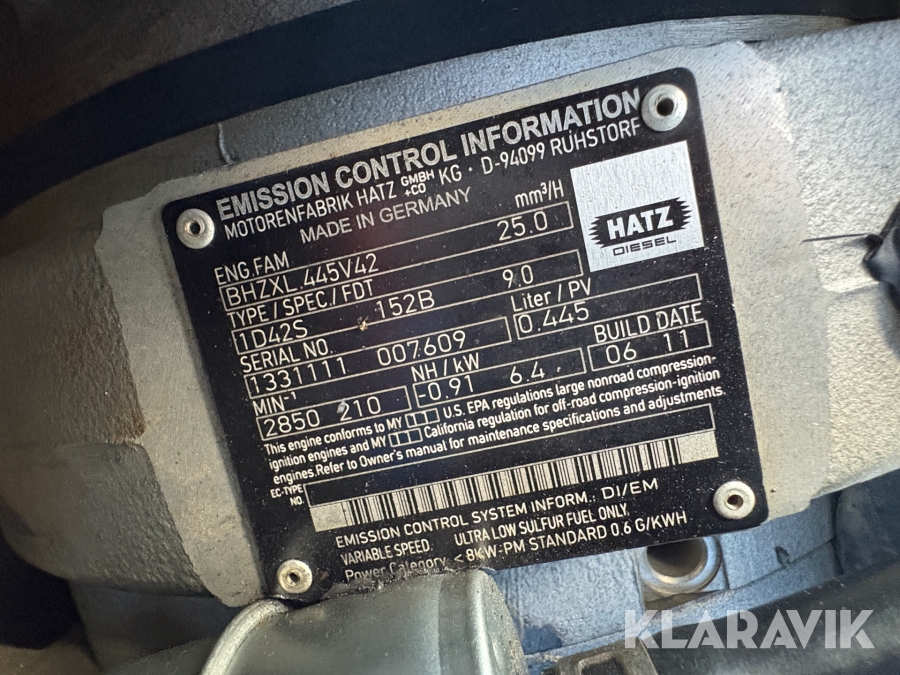 EMISSION CONTROL INFORMATION
MOTORENFABRIK HATZ GMBH +CO KG · D-94099 RUHSTORF
MADE IN GERMANY
HATZ
DIESEL
ENG.FAM mm³/H
BHZXL.445V42 25.0
TYPE / SPEC./ FDT
1D42S 152B 9.0
SERIAL NO. Liter / PV
1331111 007609 0.445
MIN⁻¹ NH / kW BUILD DATE
2850 210 -0.91 6.4 06 11
This engine conforms to MY □□□ U.S. EPA regulations large nonroad compression-
ignition engines and MY □□□ California regulation for off-road compression-ignition
engines. Refer to Owner's manual for maintenance specifications and adjustments.
EC-TYPE
NO.
EMISSION CONTROL SYSTEM INFORM.: DI/EM
VARIABLE SPEED. ULTRA LOW SULFUR FUEL ONLY.
Power Category: < 8kW-PM STANDARD 0.6 G/KWH
KLARAVIK